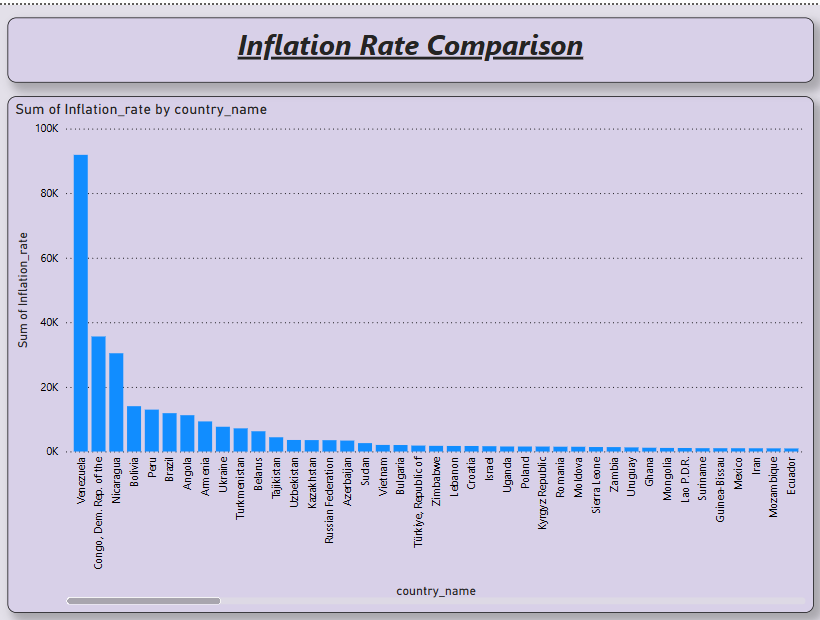 Inflation Rate Comparison
Sum of Inflation_rate by country_name
100K
80K
60K
40K
20K
0K
Sum of Inflation_rate
Venezuela
Congo, Dem. Rep. of the
Nicaragua
Bolivia
Peru
Brazil
Angola
Armenia
Ukraine
Turkmenistan
Belarus
Tajikistan
Uzbekistan
Kazakhstan
Russian Federation
Azerbaijan
Sudan
Vietnam
Bulgaria
Türkiye, Republic of
Zimbabwe
Lebanon
Croatia
Israel
Uganda
Poland
Kyrgyz Republic
Romania
Moldova
Sierra Leone
Zambia
Uruguay
Ghana
Mongolia
Lao P.D.R.
Suriname
Guinea-Bissau
Mexico
Iran
Mozambique
Ecuador
country_name